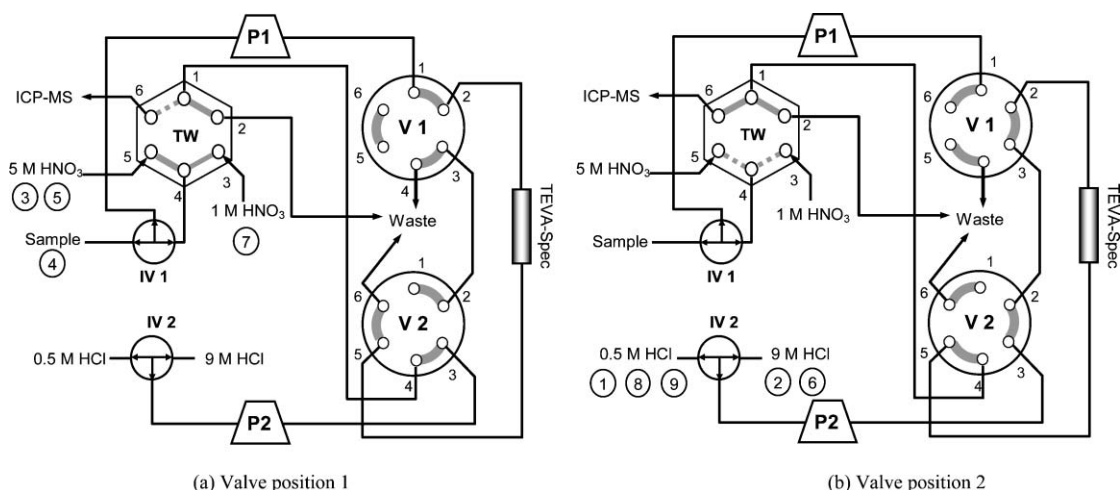 P1
1
6
2
ICP-MS
TW
5
3
4
5 M HNO₃
3 5
1 M HNO₃
7
Sample
4
IV 1
1
6
2
V 1
5
3
4
Waste
TEVA-Spec
1
6
2
V 2
5
3
4
IV 2
0.5 M HCl
9 M HCl
P2
(a) Valve position 1
P1
1
6
2
ICP-MS
TW
5
3
4
5 M HNO₃
1 M HNO₃
Sample
IV 1
1
6
2
V 1
5
3
4
Waste
TEVA-Spec
1
6
2
V 2
5
3
4
IV 2
0.5 M HCl
9 M HCl
1 8 9
2 6
P2
(b) Valve position 2